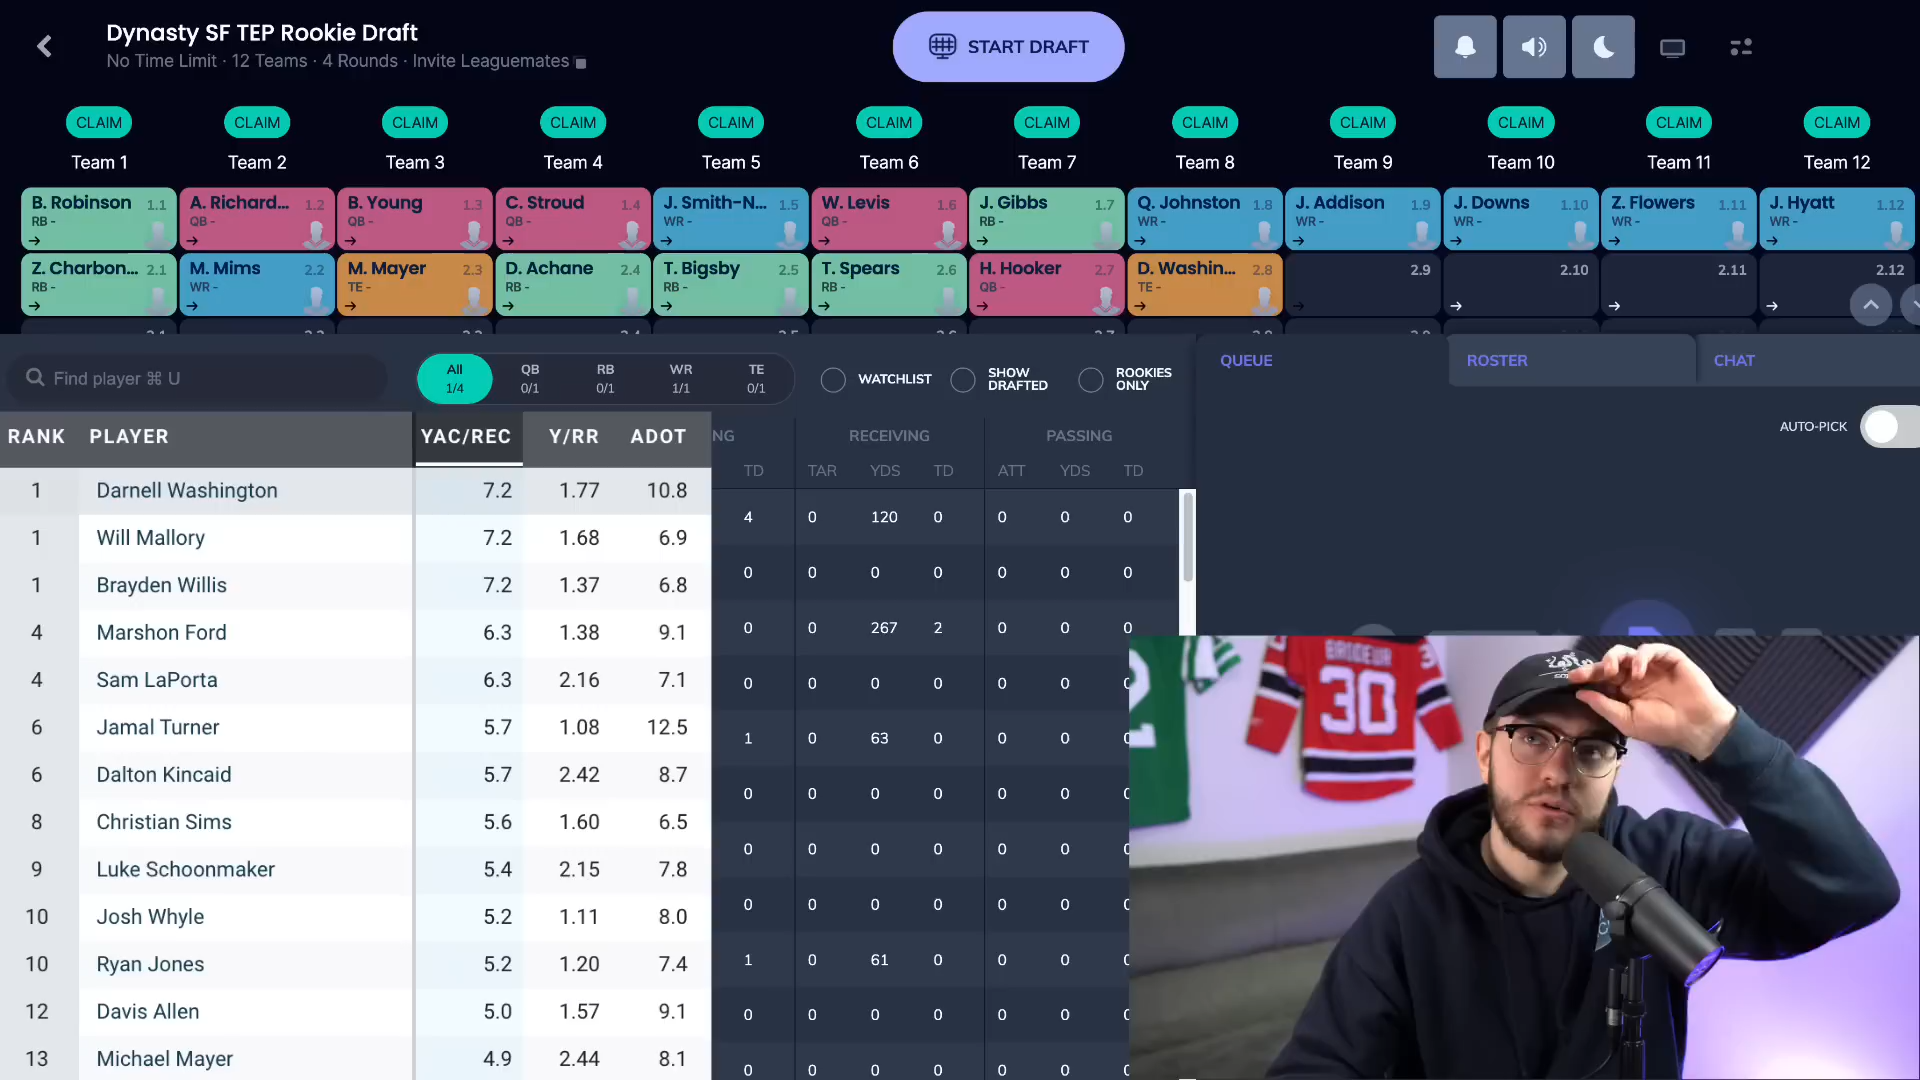 Dynasty SF TEP Rookie Draft
No Time Limit · 12 Teams · 4 Rounds · Invite Leaguemates
START DRAFT
CLAIM CLAIM CLAIM CLAIM CLAIM CLAIM CLAIM CLAIM CLAIM CLAIM CLAIM CLAIM
Team 1 Team 2 Team 3 Team 4 Team 5 Team 6 Team 7 Team 8 Team 9 Team 10 Team 11 Team 12
B. Robinson 1.1 A. Richard... 1.2 B. Young 1.3 C. Stroud 1.4 J. Smith-N... 1.5 W. Levis 1.6 J. Gibbs 1.7 Q. Johnston 1.8 J. Addison 1.9 J. Downs 1.10 Z. Flowers 1.11 J. Hyatt 1.12
RB - QB - QB - QB - WR - QB - RB - WR - WR - WR - WR - WR -
Z. Charbon... 2.1 M. Mims 2.2 M. Mayer 2.3 D. Achane 2.4 T. Bigsby 2.5 T. Spears 2.6 H. Hooker 2.7 D. Washin... 2.8 2.9 2.10 2.11 2.12
RB - WR - TE - RB - RB - RB - QB - TE -
Find player ⌘ U
All QB RB WR TE
1/4 0/1 0/1 1/1 0/1
WATCHLIST
SHOW
DRAFTED
ROOKIES
ONLY
QUEUE ROSTER CHAT
AUTO-PICK
NG RECEIVING PASSING
TD TAR YDS TD ATT YDS TD
RANK PLAYER YAC/REC Y/RR ADOT
1 Darnell Washington 7.2 1.77 10.8
1 Will Mallory 7.2 1.68 6.9
1 Brayden Willis 7.2 1.37 6.8
4 Marshon Ford 6.3 1.38 9.1
4 Sam LaPorta 6.3 2.16 7.1
6 Jamal Turner 5.7 1.08 12.5
6 Dalton Kincaid 5.7 2.42 8.7
8 Christian Sims 5.6 1.60 6.5
9 Luke Schoonmaker 5.4 2.15 7.8
10 Josh Whyle 5.2 1.11 8.0
10 Ryan Jones 5.2 1.20 7.4
12 Davis Allen 5.0 1.57 9.1
13 Michael Mayer 4.9 2.44 8.1
4 0 120 0 0 0 0
0 0 0 0 0 0 0
0 0 267 2 0 0 0
0 0 0 0 0 0
1 0 63 0 0 0
0 0 0 0 0 0
0 0 0 0 0 0
0 0 0 0 0 0
1 0 61 0 0 0
0 0 0 0 0 0
0 0 0 0 0 0
BRODEUR
30